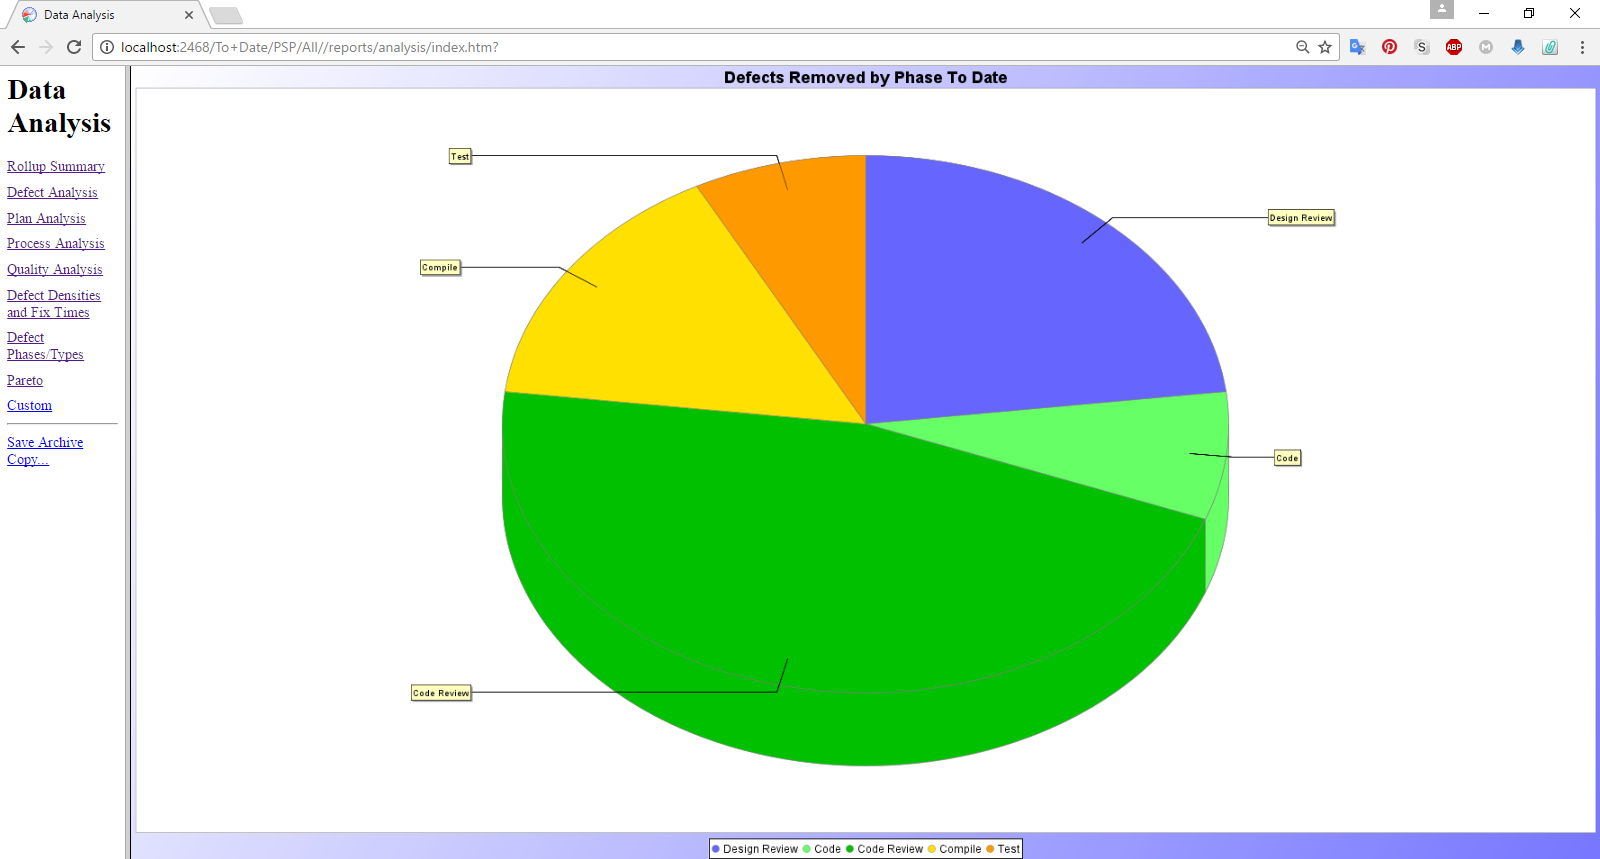 Data Analysis
localhost:2468/To+Date/PSP/All//reports/analysis/index.htm?
S
ABP
M
Data
Analysis
Rollup Summary
Defect Analysis
Plan Analysis
Process Analysis
Quality Analysis
Defect Densities
and Fix Times
Defect
Phases/Types
Pareto
Custom
Save Archive
Copy...
Defects Removed by Phase To Date
Test
Design Review
Compile
Code
Code Review
Design Review Code Code Review Compile Test